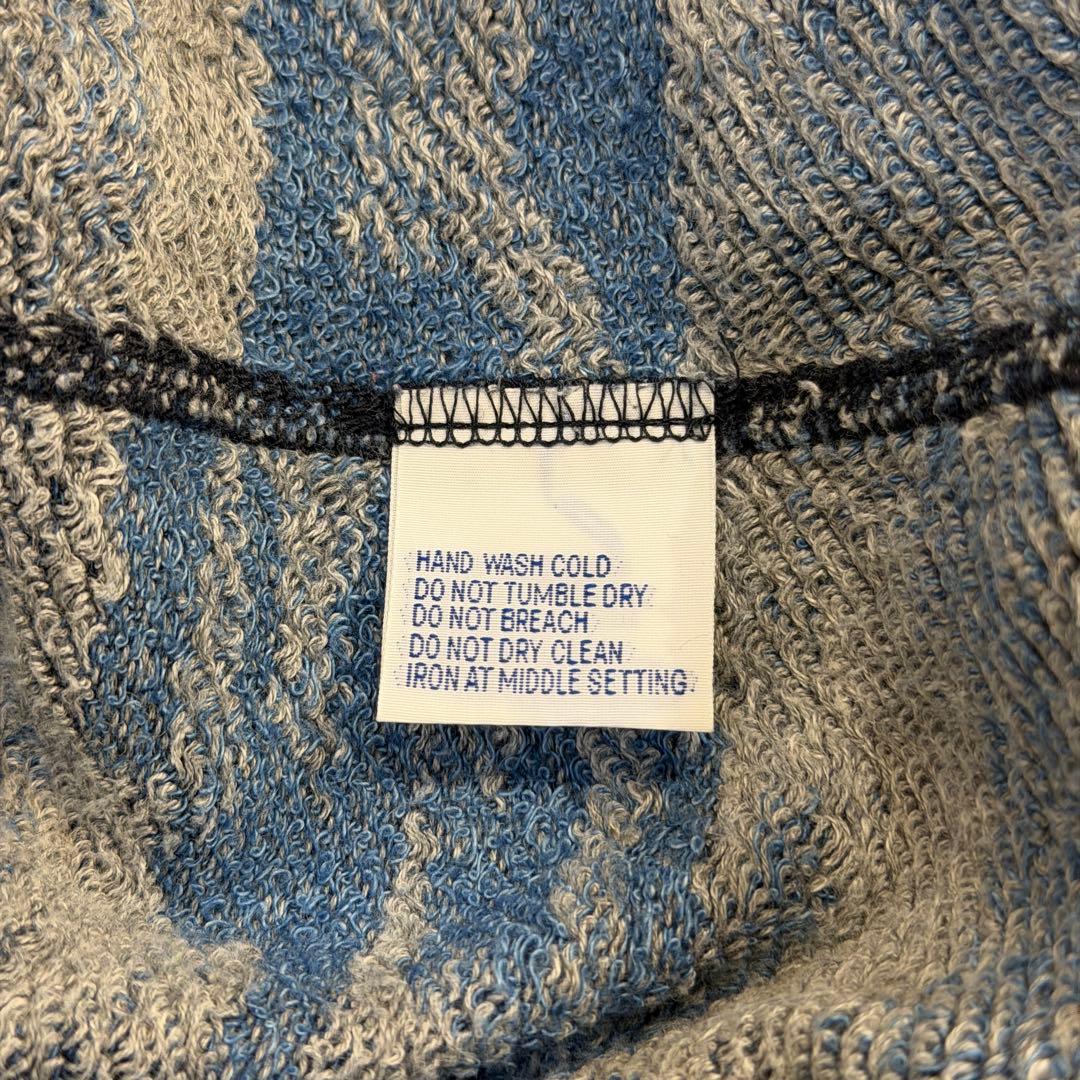 HAND WASH COLD
DO NOT TUMBLE DRY
DO NOT BREACH
DO NOT DRY CLEAN
IRON AT MIDDLE SETTING.